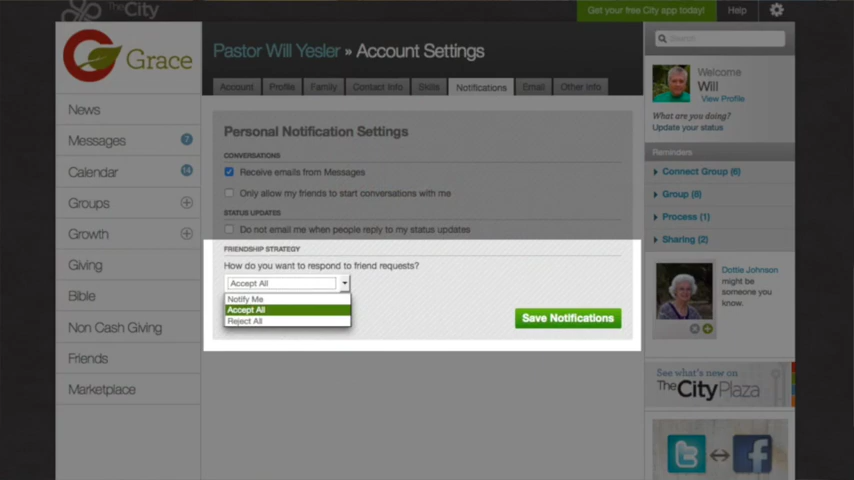 TheCity
Get your free City app today!
Help
Grace
Pastor Will Yesler » Account Settings
Search
Account
Profile
Family
Contact Info
Skills
Notifications
Email
Other Info
Welcome
Will
View Profile
What are you doing?
Update your status
News
Messages
7
Calendar
14
Groups
Growth
Giving
Bible
Non Cash Giving
Friends
Marketplace
Personal Notification Settings
CONVERSATIONS
Receive emails from Messages
Only allow my friends to start conversations with me
STATUS UPDATES
Do not email me when people reply to my status updates
FRIENDSHIP STRATEGY
How do you want to respond to friend requests?
Accept All
Notify Me
Accept All
Reject All
Save Notifications
Reminders
Connect Group (6)
Group (8)
Process (1)
Sharing (2)
Dottie Johnson
might be
someone you
know.
See what's new on
TheCityPlaza